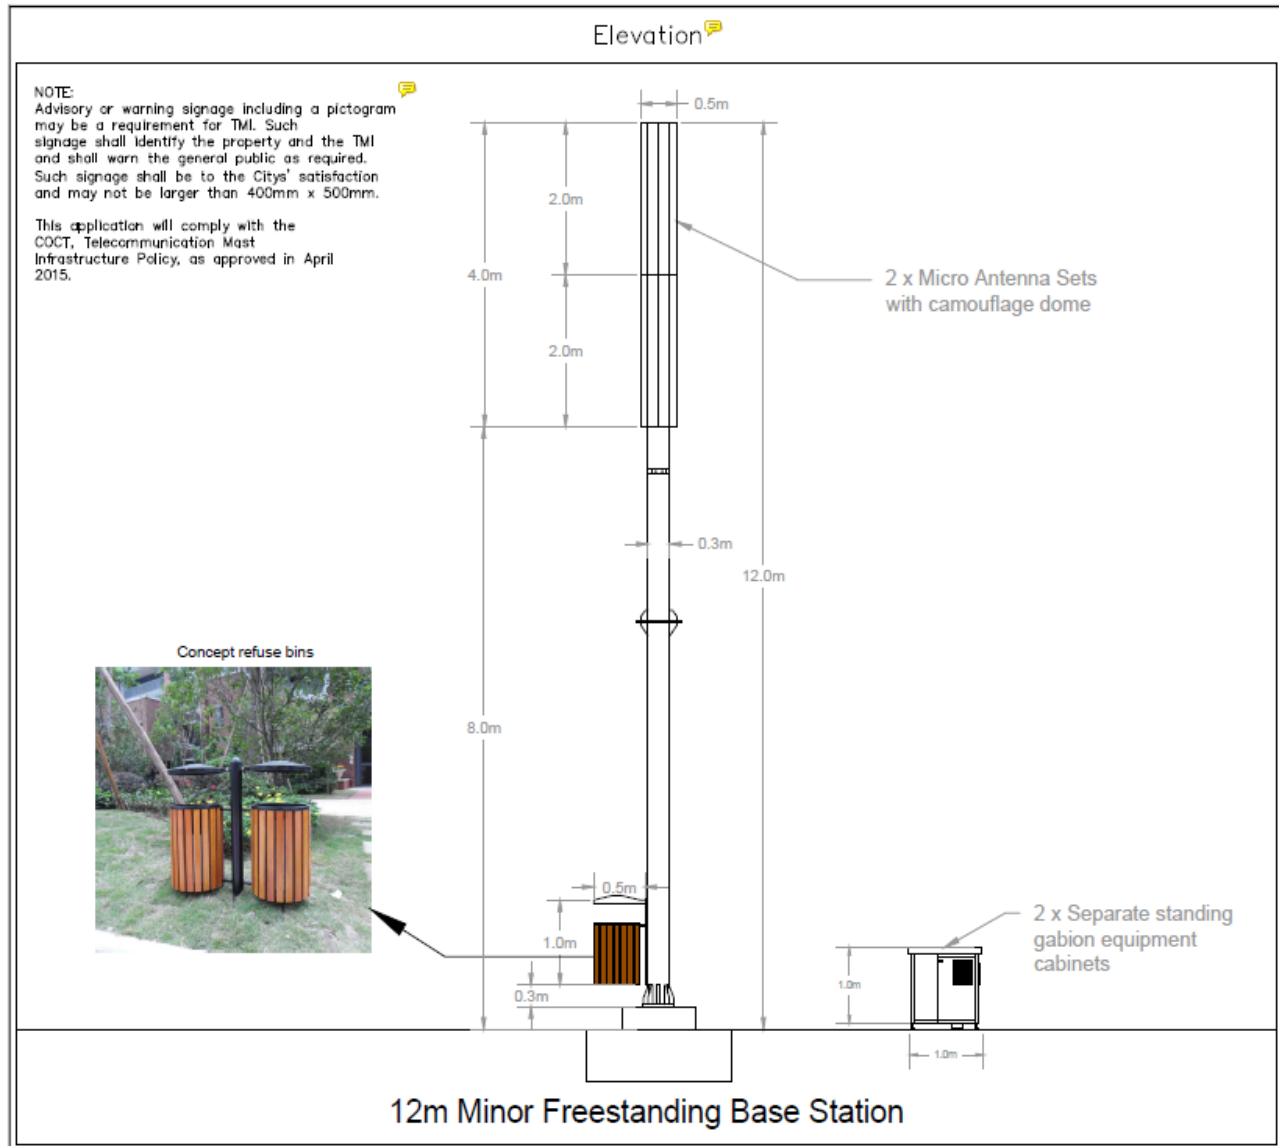 Elevation
NOTE:
Advisory or warning signage including a pictogram
may be a requirement for TMI. Such
signage shall identify the property and the TMI
and shall warn the general public as required.
Such signage shall be to the Citys' satisfaction
and may not be larger than 400mm x 500mm.
This application will comply with the
COCT, Telecommunication Mast
Infrastructure Policy, as approved in April
2015.
0.5m
2.0m
4.0m
2 x Micro Antenna Sets
with camouflage dome
2.0m
0.3m
12.0m
Concept refuse bins
8.0m
0.5m
1.0m
0.3m
2 x Separate standing
gabion equipment
cabinets
1.0m
1.0m
12m Minor Freestanding Base Station